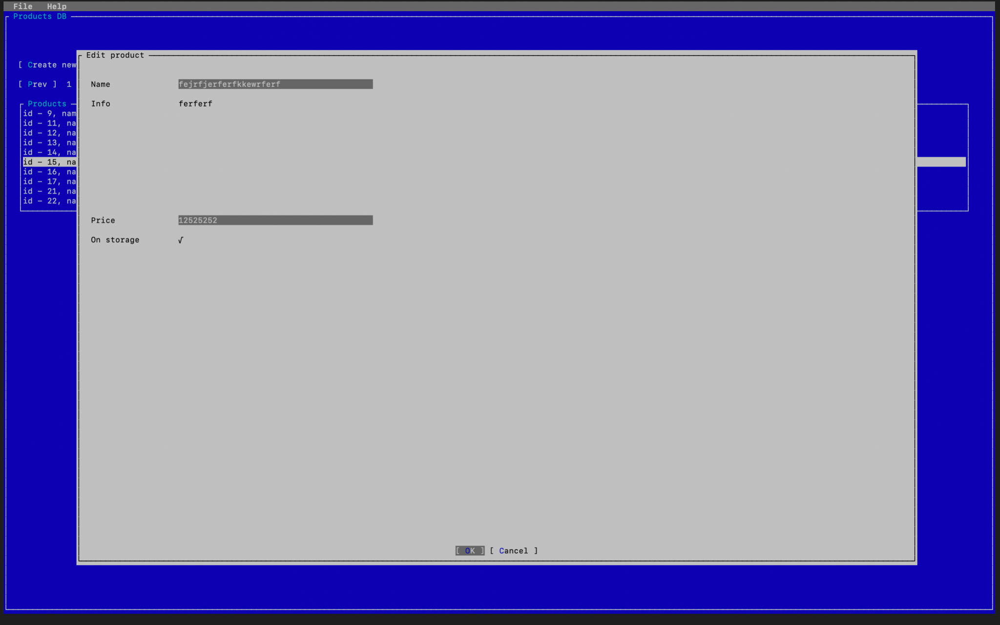 File Help
Products DB
Edit product
[ Create new
Name fejrfjerferfkkewrferf
[ Prev ] 1
Info ferferf
Products
id - 9, nam
id - 11, na
id - 12, na
id - 13, na
id - 14, na
id - 15, na
id - 16, na
id - 17, na
id - 21, na
id - 22, na
Price 12525252
On storage √
[ OK ] [ Cancel ]